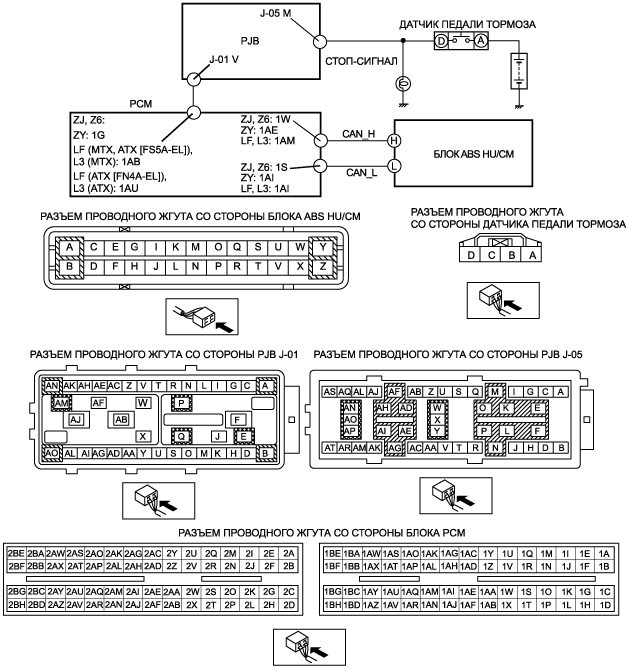 J-05 M
ДАТЧИК ПЕДАЛИ ТОРМОЗА
PJB
D A
СТОП-СИГНАЛ
J-01 V
PCM
ZJ, Z6:
ZY: 1G
LF (MTX, ATX [FS5A-EL]),
L3 (MTX): 1AB
LF (ATX [FN4A-EL]),
L3 (ATX): 1AU
ZJ, Z6: 1W
ZY: 1AE
LF, L3: 1AM
ZJ, Z6: 1S
ZY: 1AI
LF, L3: 1AI
CAN_H
CAN_L
H
L
БЛОК ABS HU/CM
РАЗЪЕМ ПРОВОДНОГО ЖГУТА СО СТОРОНЫ БЛОКА ABS HU/CM
A C E G I K M O Q S U W Y
B D F H J L N P R T V X Z
РАЗЪЕМ ПРОВОДНОГО ЖГУТА
СО СТОРОНЫ ДАТЧИКА ПЕДАЛИ ТОРМОЗА
D C B A
РАЗЪЕМ ПРОВОДНОГО ЖГУТА СО СТОРОНЫ PJB J-01
AN AK AH AE AC Z V T R N L I G C A
AM AF W P
AJ AB F
X Q J E
AO AL AI AG AD AA Y U S O M K H D B
РАЗЪЕМ ПРОВОДНОГО ЖГУТА СО СТОРОНЫ PJB J-05
AS AQ AL AJ AF AB Z U S Q M I G C A
AN AH AD W O K E
AO X
AP AI AE Y P L F
AT AR AM AK AG AC AA V T R N J H D B
РАЗЪЕМ ПРОВОДНОГО ЖГУТА СО СТОРОНЫ БЛОКА PCM
2BE 2BA 2AW 2AS 2AO 2AK 2AG 2AC 2Y 2U 2Q 2M 2I 2E 2A
2BF 2BB 2AX 2AT 2AP 2AL 2AH 2AD 2Z 2V 2R 2N 2J 2F 2B
2BG 2BC 2AY 2AU 2AQ 2AM 2AI 2AE 2AA 2W 2S 2O 2K 2G 2C
2BH 2BD 2AZ 2AV 2AR 2AN 2AJ 2AF 2AB 2X 2T 2P 2L 2H 2D
1BE 1BA 1AW 1AS 1AO 1AK 1AG 1AC 1Y 1U 1Q 1M 1I 1E 1A
1BF 1BB 1AX 1AT 1AP 1AL 1AH 1AD 1Z 1V 1R 1N 1J 1F 1B
1BG 1BC 1AY 1AU 1AQ 1AM 1AI 1AE 1AA 1W 1S 1O 1K 1G 1C
1BH 1BD 1AZ 1AV 1AR 1AN 1AJ 1AF 1AB 1X 1T 1P 1L 1H 1D